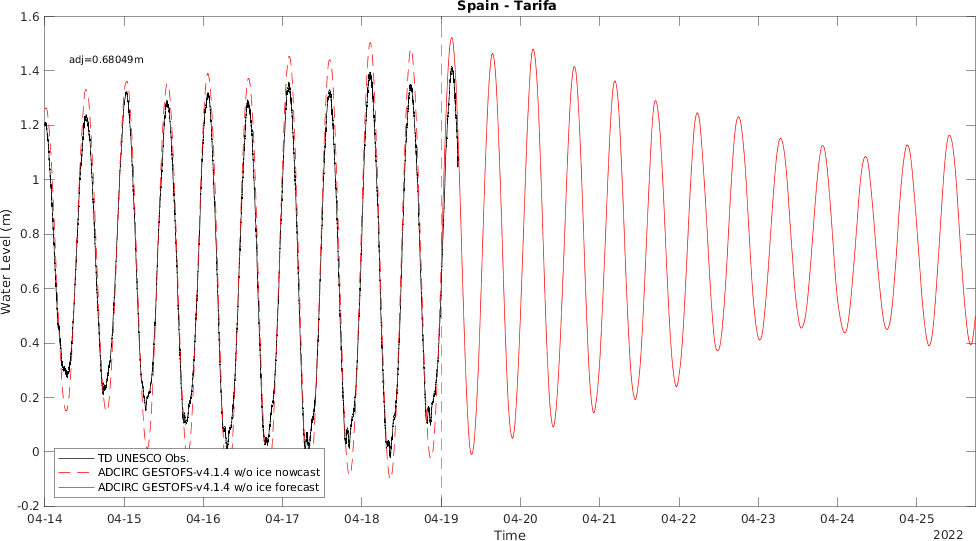 Spain - Tarifa
adj=0.68049m
1.6
1.4
1.2
1
0.8
0.6
0.4
0.2
0
-0.2
Water Level (m)
TD UNESCO Obs.
ADCIRC GESTOFS-v4.1.4 w/o ice nowcast
ADCIRC GESTOFS-v4.1.4 w/o ice forecast
04-14 04-15 04-16 04-17 04-18 04-19 04-20 04-21 04-22 04-23 04-24 04-25
Time
2022